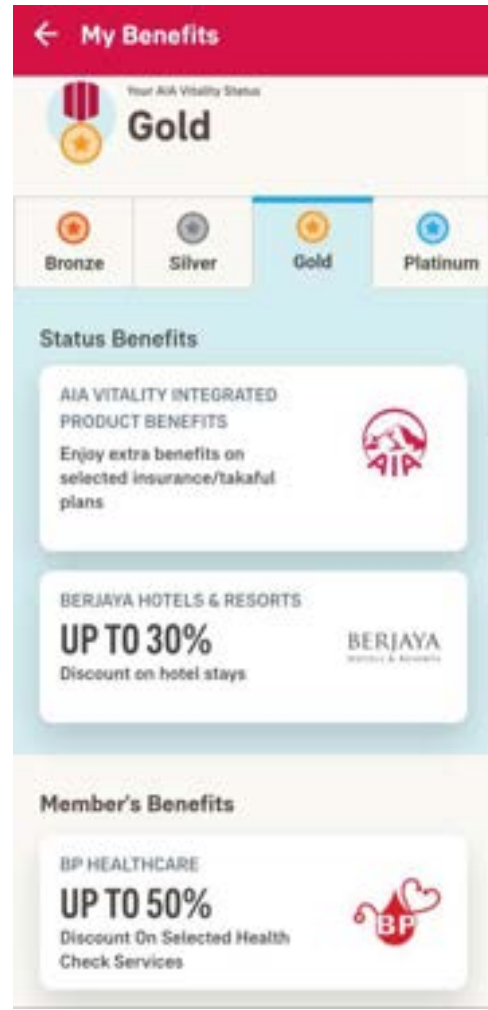 My Benefits
Your AIA Vitality Status
Gold
Bronze
Silver
Gold
Platinum
Status Benefits
AIA VITALITY INTEGRATED
PRODUCT BENEFITS
Enjoy extra benefits on
selected insurance/takaful
plans
AIA
BERJAYA HOTELS & RESORTS
UP TO 30%
Discount on hotel stays
BERJAYA
HOTELS & RESORTS
Member's Benefits
BP HEALTHCARE
UP TO 50%
Discount On Selected Health
Check Services
BP